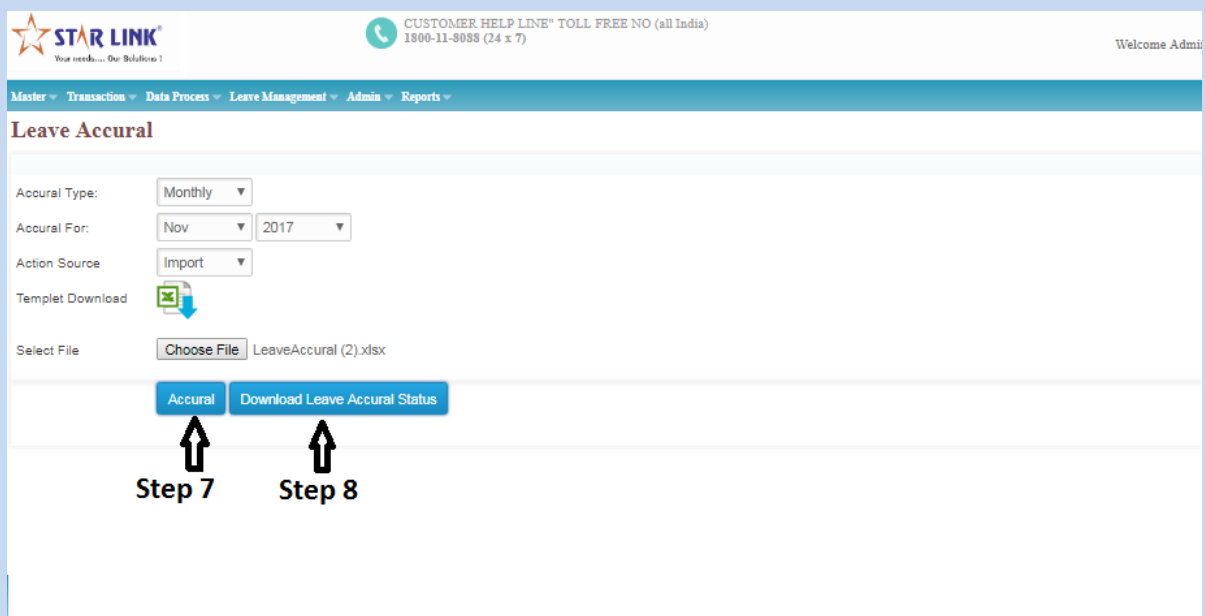 STAR LINK®
Your needs.... Our Solutions !
CUSTOMER HELP LINE" TOLL FREE NO (all India)
1800-11-8088 (24 x 7)
Welcome Admi
Master Transaction Data Process Leave Management Admin Reports
Leave Accural
Accural Type: Monthly
Accural For: Nov 2017
Action Source Import
Templet Download
Select File Choose File LeaveAccural (2).xlsx
Accural Download Leave Accural Status
Step 7 Step 8